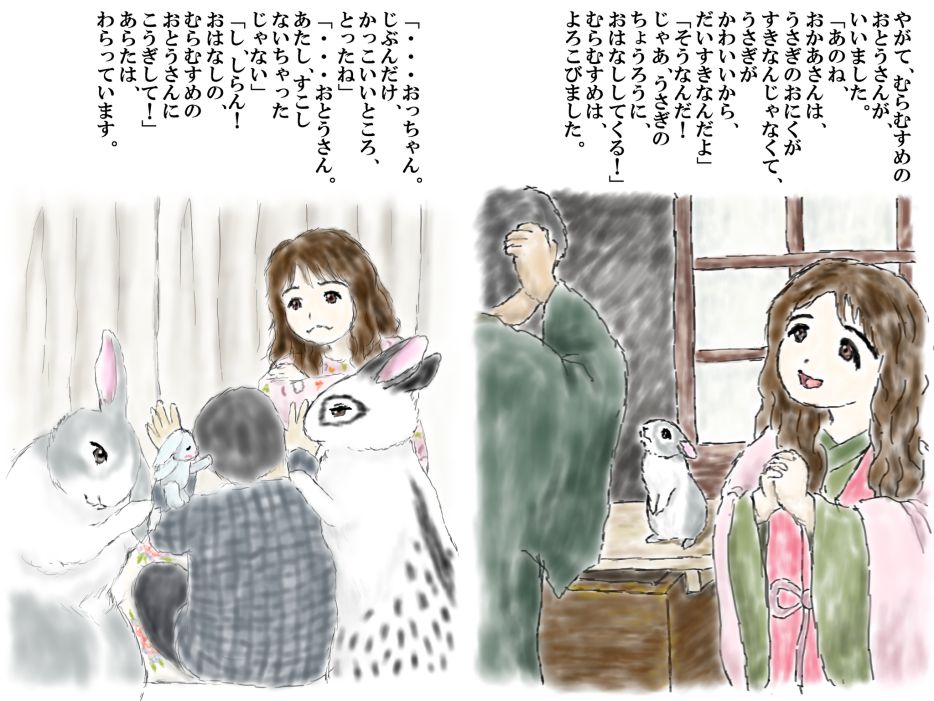 やがて、むらむすめの
おとうさんが、
いいました。
「あのね、
おかあさんは、
うさぎのおにくが
すきなんじゃなくて、
うさぎが
かわいいから、
だいすきなんだよ」
「そうなんだ！
じゃあ、うさぎの
ちょうろうに、
おはなししてくる！」
むらむすめは、
よろこびました。
「・・・・おっちゃん。
じぶんだけ、
かっこいいところ、
とったね」
「・・・・おとうさん。
あたし、すこし
ないちゃった
じゃない」
「し、しらん！
おはなしの、
むらむすめの
おとうさんに
こうぎして！」
あらたは、
わらっています。